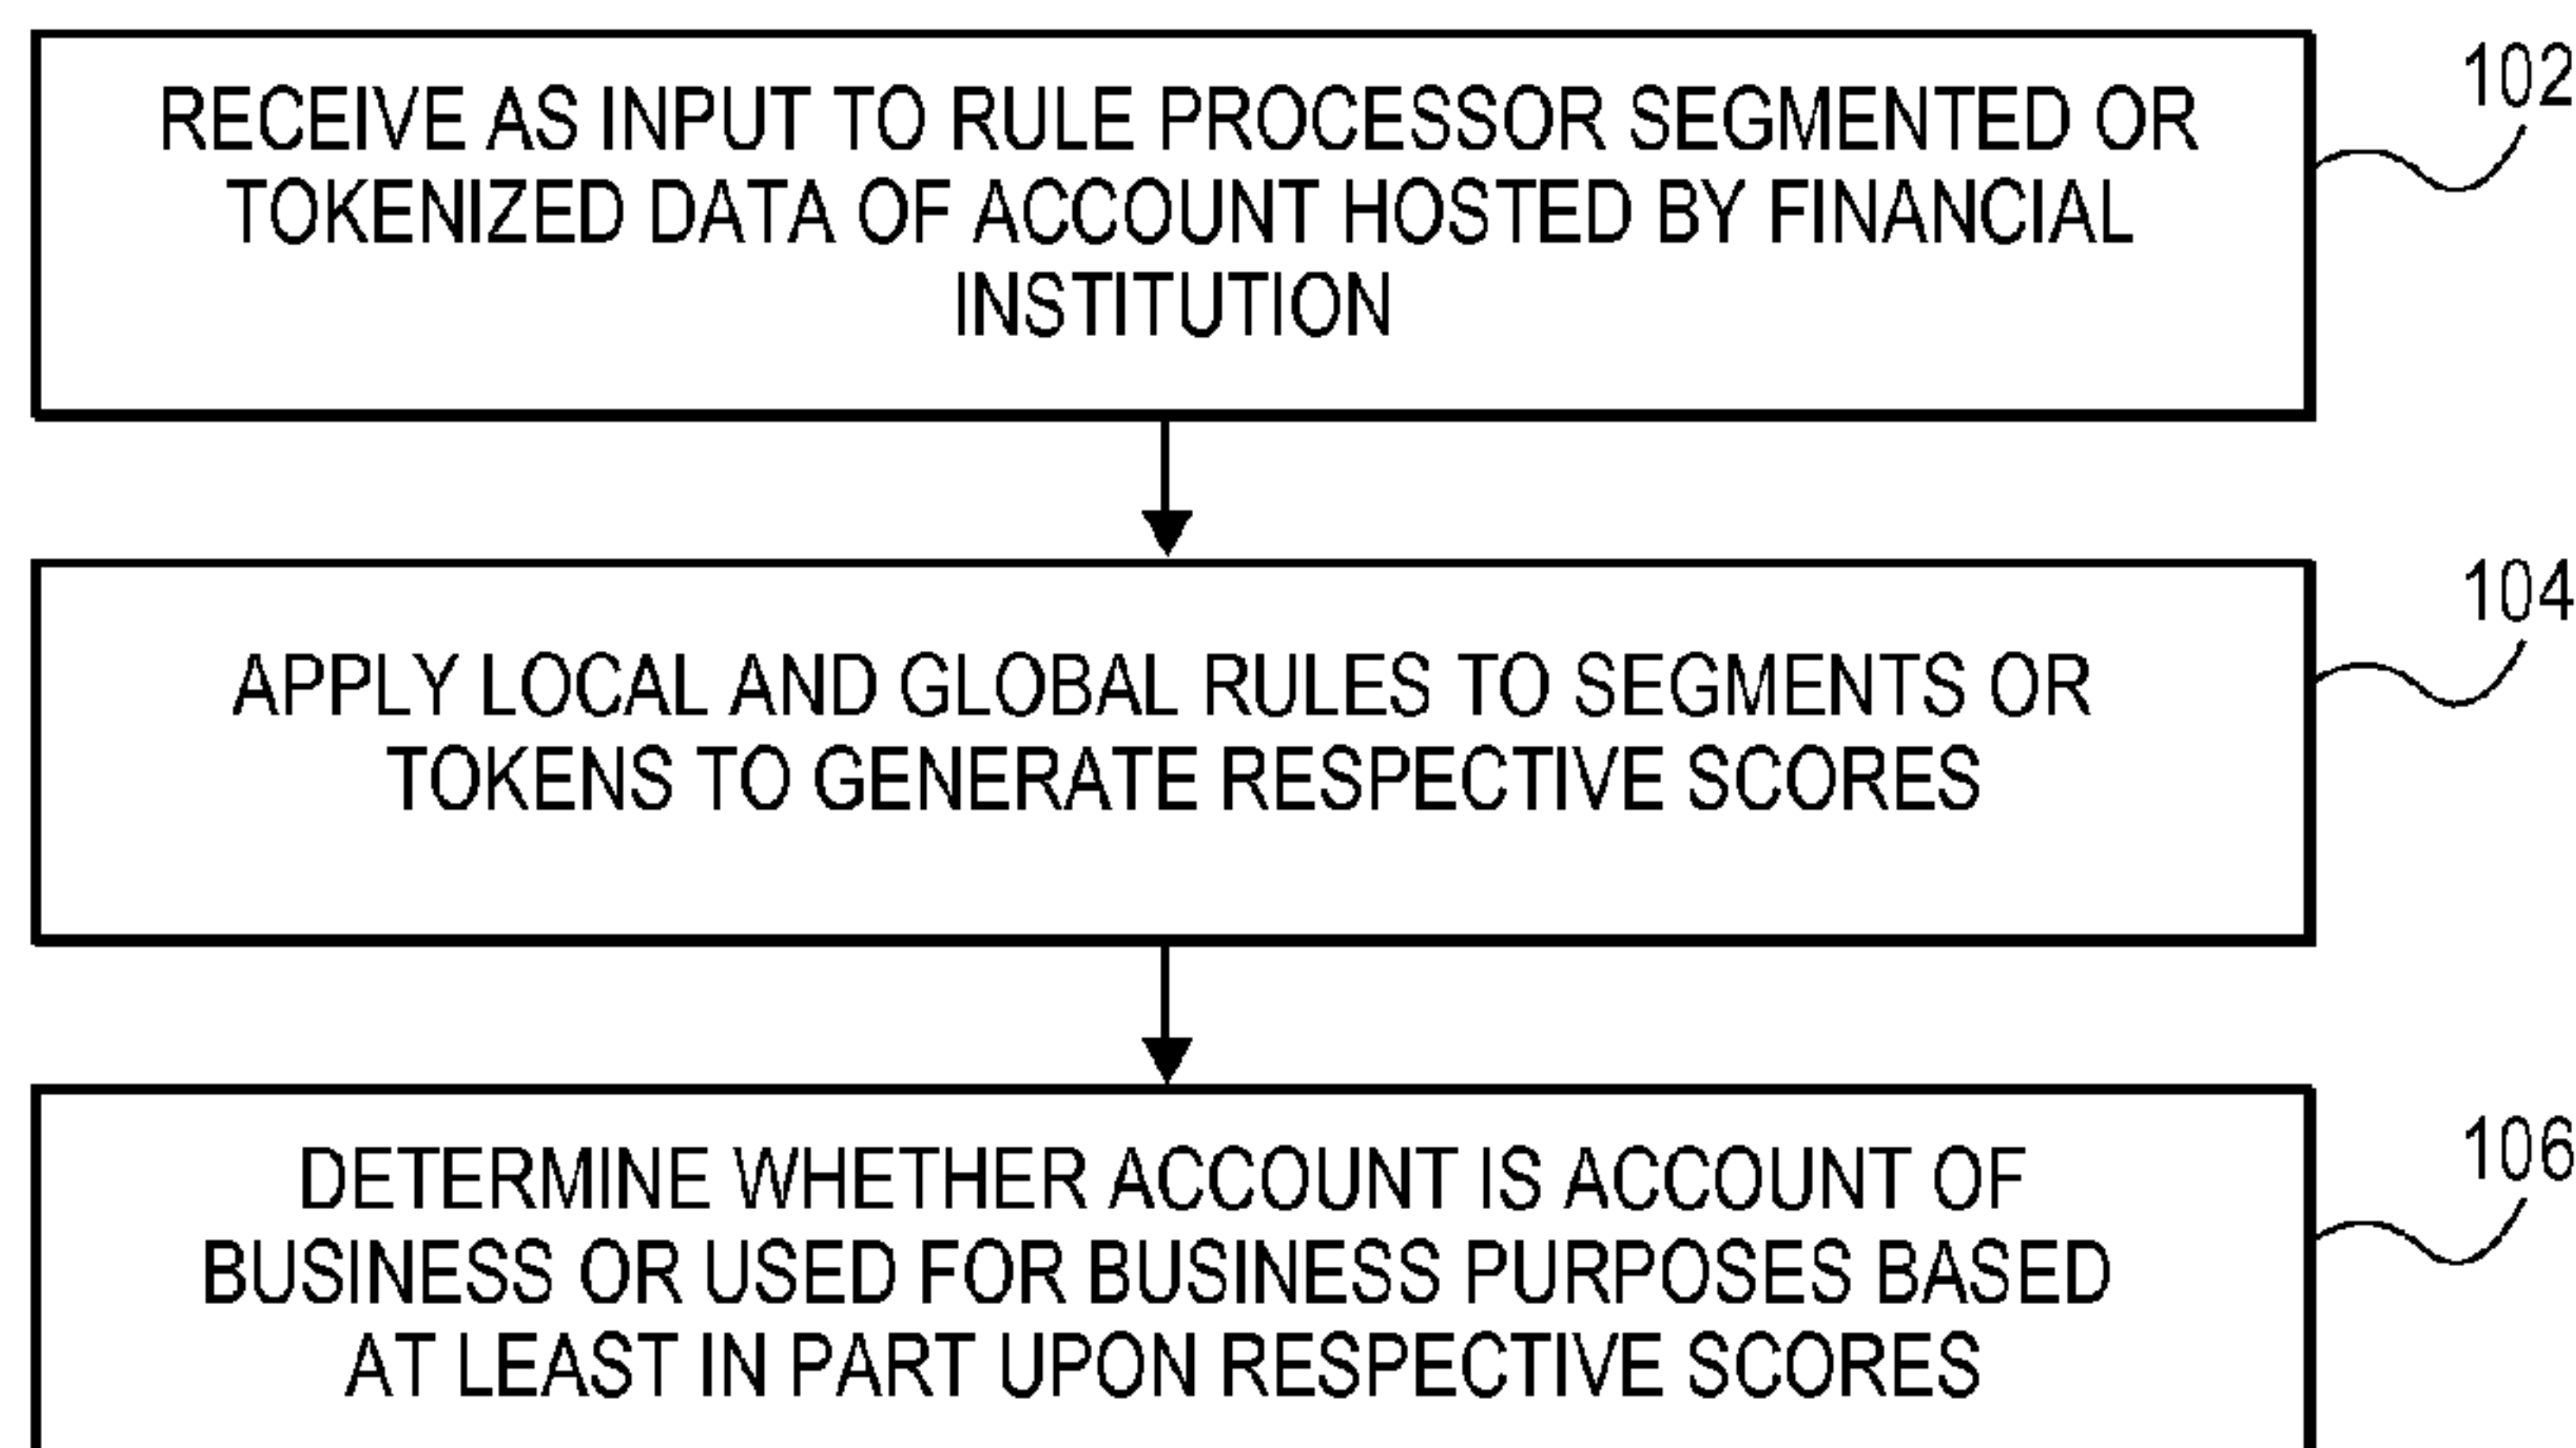 RECEIVE AS INPUT TO RULE PROCESSOR SEGMENTED OR
TOKENIZED DATA OF ACCOUNT HOSTED BY FINANCIAL
INSTITUTION
102
APPLY LOCAL AND GLOBAL RULES TO SEGMENTS OR
TOKENS TO GENERATE RESPECTIVE SCORES
104
DETERMINE WHETHER ACCOUNT IS ACCOUNT OF
BUSINESS OR USED FOR BUSINESS PURPOSES BASED
AT LEAST IN PART UPON RESPECTIVE SCORES
106